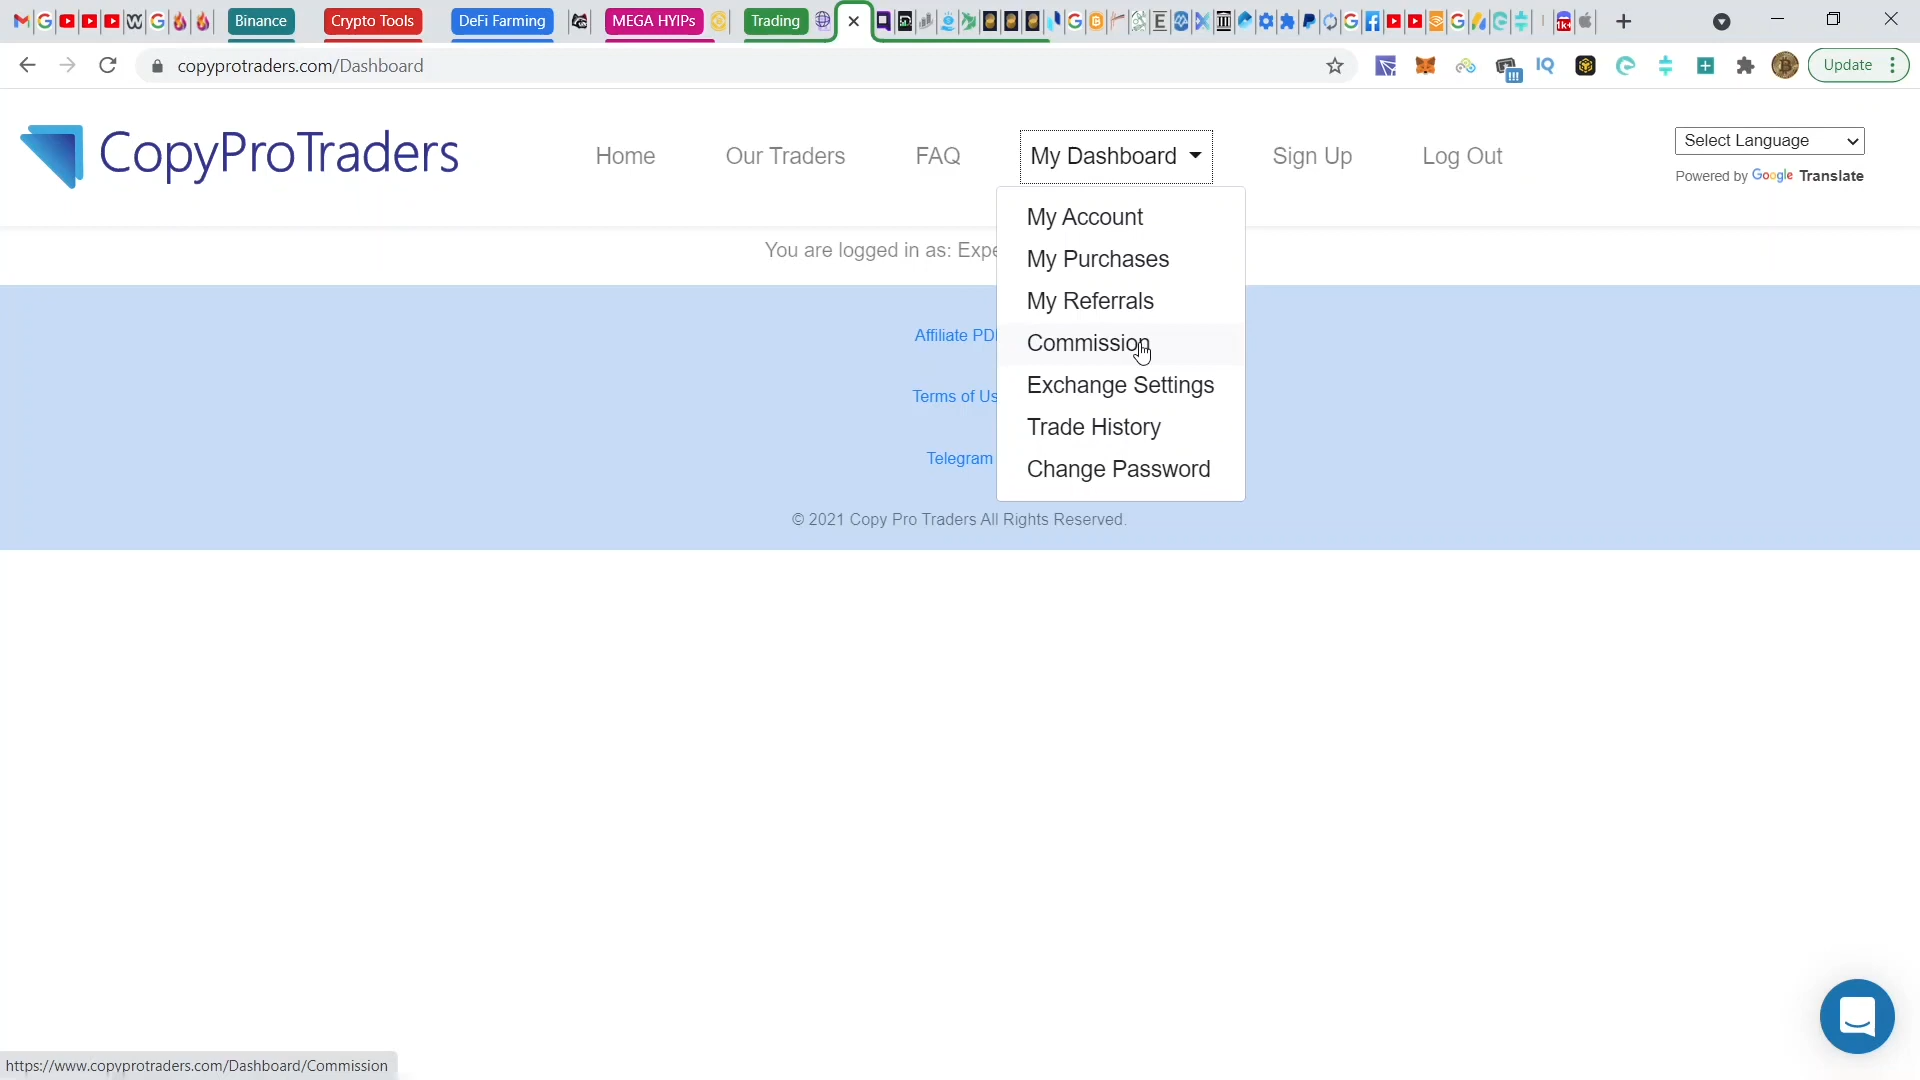 Binance
Crypto Tools
DeFi Farming
MEGA HYIPs
Trading
copyprotraders.com/Dashboard
IQ
Update
CopyProTraders
Home
Our Traders
FAQ
My Dashboard
Sign Up
Log Out
Select Language
Powered by Google Translate
My Account
My Purchases
My Referrals
Commission
Exchange Settings
Trade History
Change Password
You are logged in as: Expe
Affiliate PD
Terms of Us
Telegram
© 2021 Copy Pro Traders All Rights Reserved.
https://www.copyprotraders.com/Dashboard/Commission